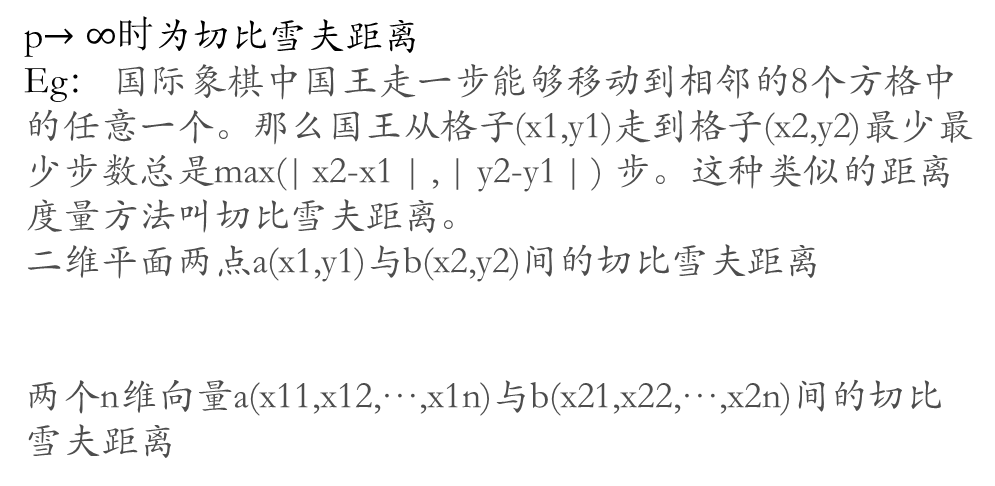 p→ ∞时为切比雪夫距离
Eg:   国际象棋中国王走一步能够移动到相邻的8个方格中
的任意一个。那么国王从格子(x1,y1)走到格子(x2,y2)最少最
少步数总是max(| x2-x1 | , | y2-y1 | ) 步。这种类似的距离
度量方法叫切比雪夫距离。
二维平面两点a(x1,y1)与b(x2,y2)间的切比雪夫距离
两个n维向量a(x11,x12,⋯,x1n)与b(x21,x22,⋯,x2n)间的切比
雪夫距离